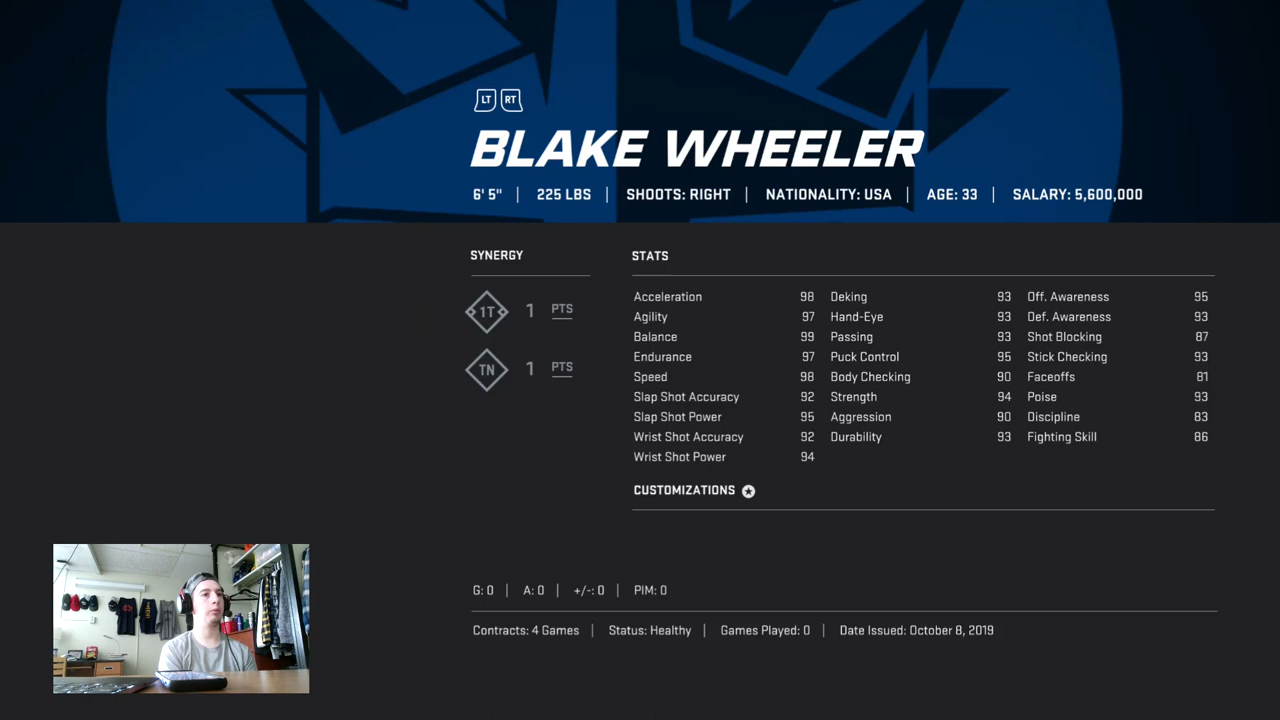 LT RT
BLAKE WHEELER
6' 5" | 225 LBS | SHOOTS: RIGHT | NATIONALITY: USA | AGE: 33 | SALARY: 5,600,000
SYNERGY
1T 1 PTS
TN 1 PTS
STATS
Acceleration 98 Deking 93 Off. Awareness 95
Agility 97 Hand-Eye 93 Def. Awareness 93
Balance 99 Passing 93 Shot Blocking 87
Endurance 97 Puck Control 95 Stick Checking 93
Speed 98 Body Checking 90 Faceoffs 81
Slap Shot Accuracy 92 Strength 94 Poise 93
Slap Shot Power 95 Aggression 90 Discipline 83
Wrist Shot Accuracy 92 Durability 93 Fighting Skill 86
Wrist Shot Power 94
CUSTOMIZATIONS
G: 0 | A: 0 | +/-: 0 | PIM: 0
Contracts: 4 Games | Status: Healthy | Games Played: 0 | Date Issued: October 8, 2019